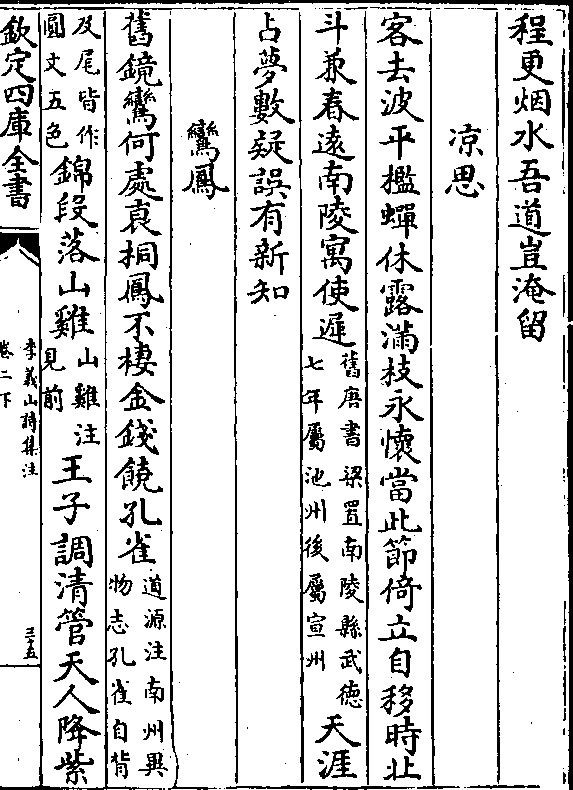 程更烟水吾道豈淹留
凉思
客去波平檻蟬休露滿枝永懷當此節倚立自移時北
斗兼春遠南陵寓使遲舊唐書梁置南陵縣武德七年屬池州後屬宣州天涯
占夢數疑誤有新知
鸞鳳
舊鏡鸞何處衰桐鳳不棲金錢饒孔雀道源注南州異物志孔雀自背
及尾皆作圓文五色錦段落山雞山雞注見前王子調清管天人降紫
欽定四庫全書
李義山詩集注
卷二下
三五